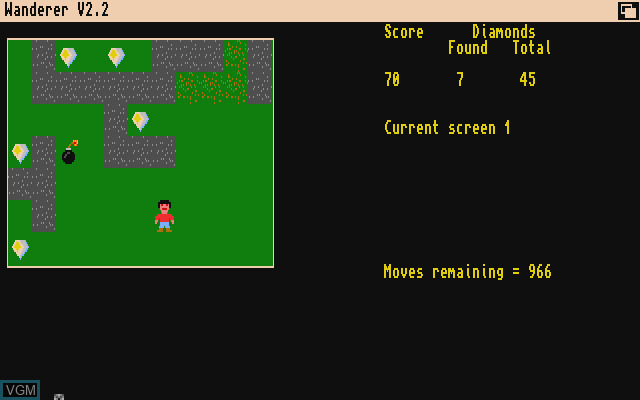 Wanderer V2.2
Score Diamonds
Found Total
70 7 45
Current screen 1
Moves remaining = 966
VGM